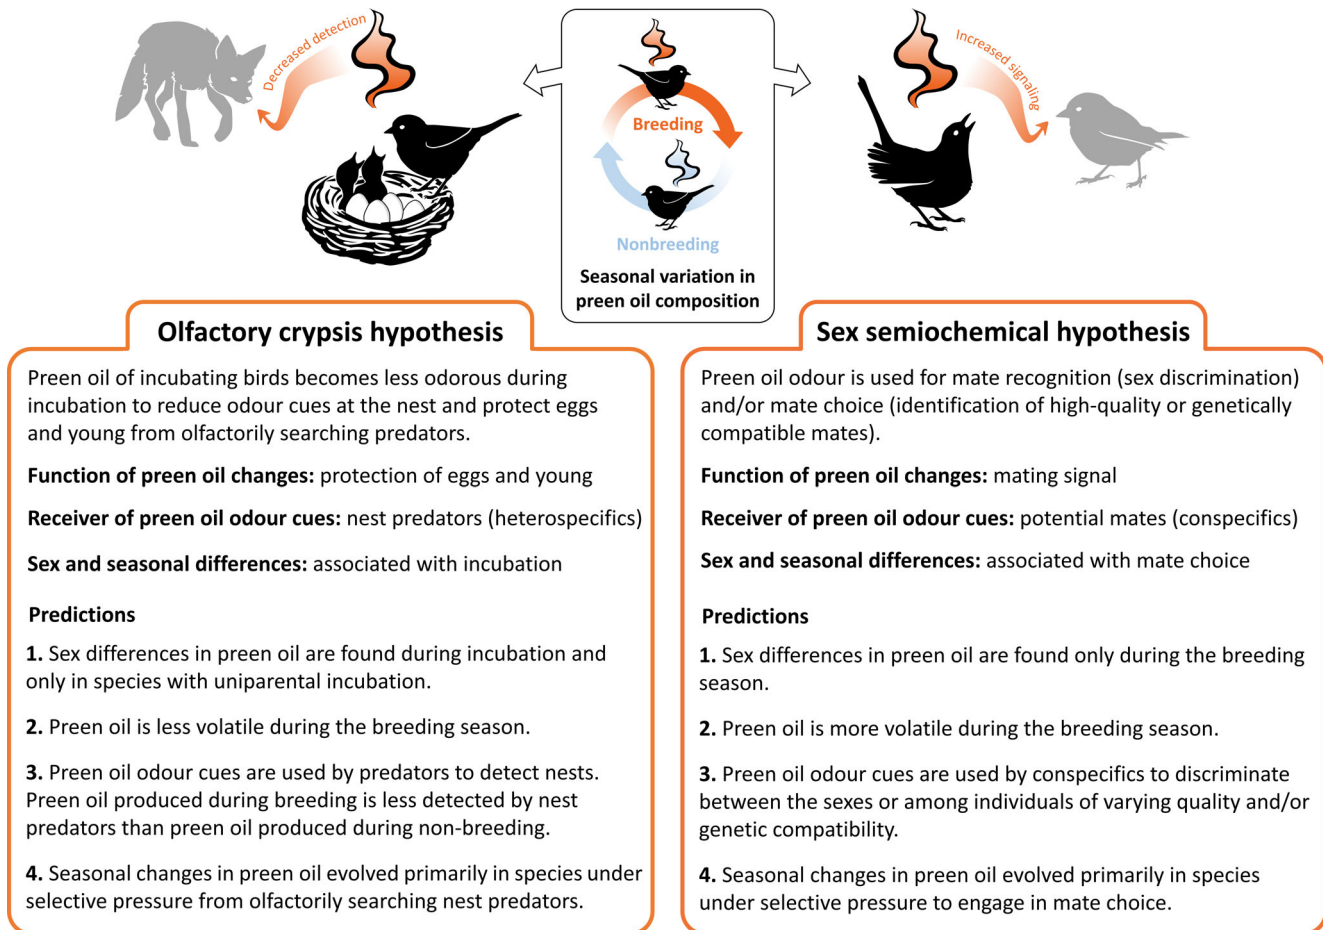 Decreased detection
Increased signaling
Breeding
Nonbreeding
Seasonal variation in
preen oil composition
Olfactory crypsis hypothesis
Preen oil of incubating birds becomes less odorous during
incubation to reduce odour cues at the nest and protect eggs
and young from olfactorily searching predators.
Function of preen oil changes: protection of eggs and young
Receiver of preen oil odour cues: nest predators (heterospecifics)
Sex and seasonal differences: associated with incubation
Predictions
1. Sex differences in preen oil are found during incubation and
only in species with uniparental incubation.
2. Preen oil is less volatile during the breeding season.
3. Preen oil odour cues are used by predators to detect nests.
Preen oil produced during breeding is less detected by nest
predators than preen oil produced during non-breeding.
4. Seasonal changes in preen oil evolved primarily in species under
selective pressure from olfactorily searching nest predators.
Sex semiochemical hypothesis
Preen oil odour is used for mate recognition (sex discrimination)
and/or mate choice (identification of high-quality or genetically
compatible mates).
Function of preen oil changes: mating signal
Receiver of preen oil odour cues: potential mates (conspecifics)
Sex and seasonal differences: associated with mate choice
Predictions
1. Sex differences in preen oil are found only during the breeding
season.
2. Preen oil is more volatile during the breeding season.
3. Preen oil odour cues are used by conspecifics to discriminate
between the sexes or among individuals of varying quality and/or
genetic compatibility.
4. Seasonal changes in preen oil evolved primarily in species
under selective pressure to engage in mate choice.